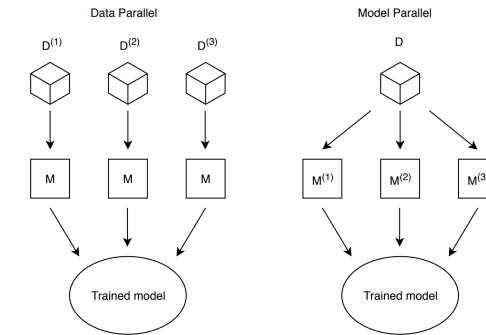 Data Parallel
Model Parallel
D(1)
D(2)
D(3)
D
M
M
M
M(1)
M(2)
M(3
Trained model
Trained model